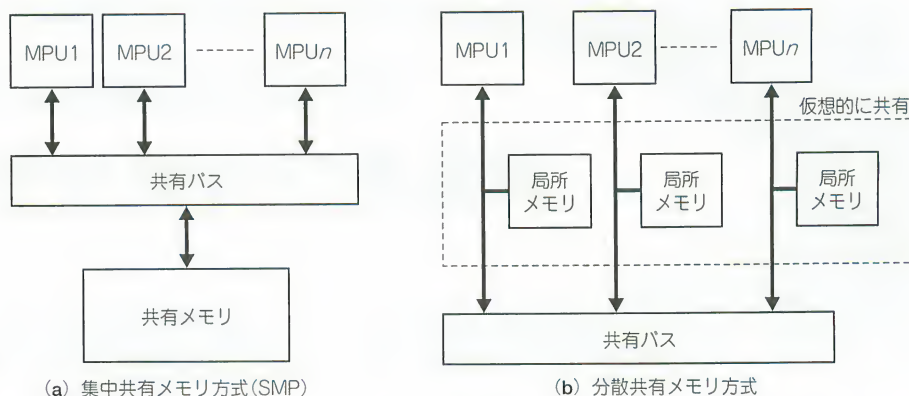 MPU1
MPU2
MPUn
共有バス
共有メモリ
(a) 集中共有メモリ方式(SMP)
MPU1
MPU2
MPUn
仮想的に共有
局所
メモリ
局所
メモリ
局所
メモリ
共有バス
(b) 分散共有メモリ方式